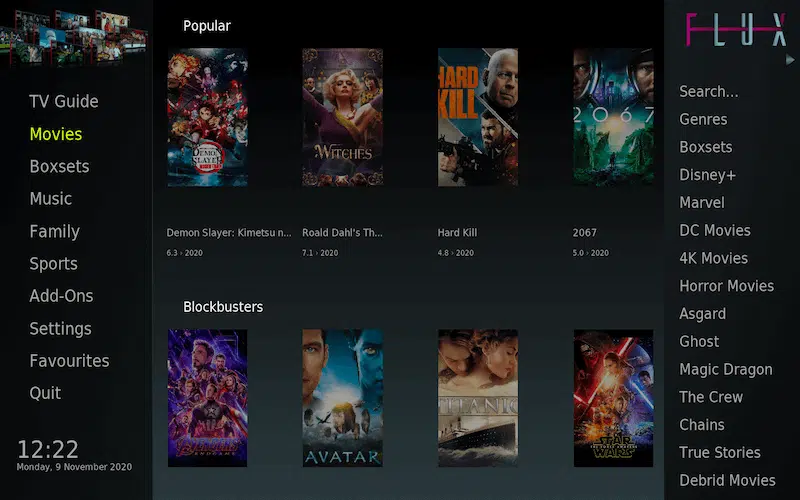 TV Guide
Movies
Boxsets
Music
Family
Sports
Add-Ons
Settings
Favourites
Quit
12:22
Monday, 9 November 2020
Popular
DEMON SLAYER
WITCHES
HARD KILL
2067
Demon Slayer: Kimetsu n...
Roald Dahl's Th...
Hard Kill
2067
6.3 › 2020
7.1 › 2020
4.8 › 2020
5.0 › 2020
Blockbusters
AVENGERS
ENDGAME
AVATAR
TITANIC
STAR WARS
FLUX
Search...
Genres
Boxsets
Disney+
Marvel
DC Movies
4K Movies
Horror Movies
Asgard
Ghost
Magic Dragon
The Crew
Chains
True Stories
Debrid Movies